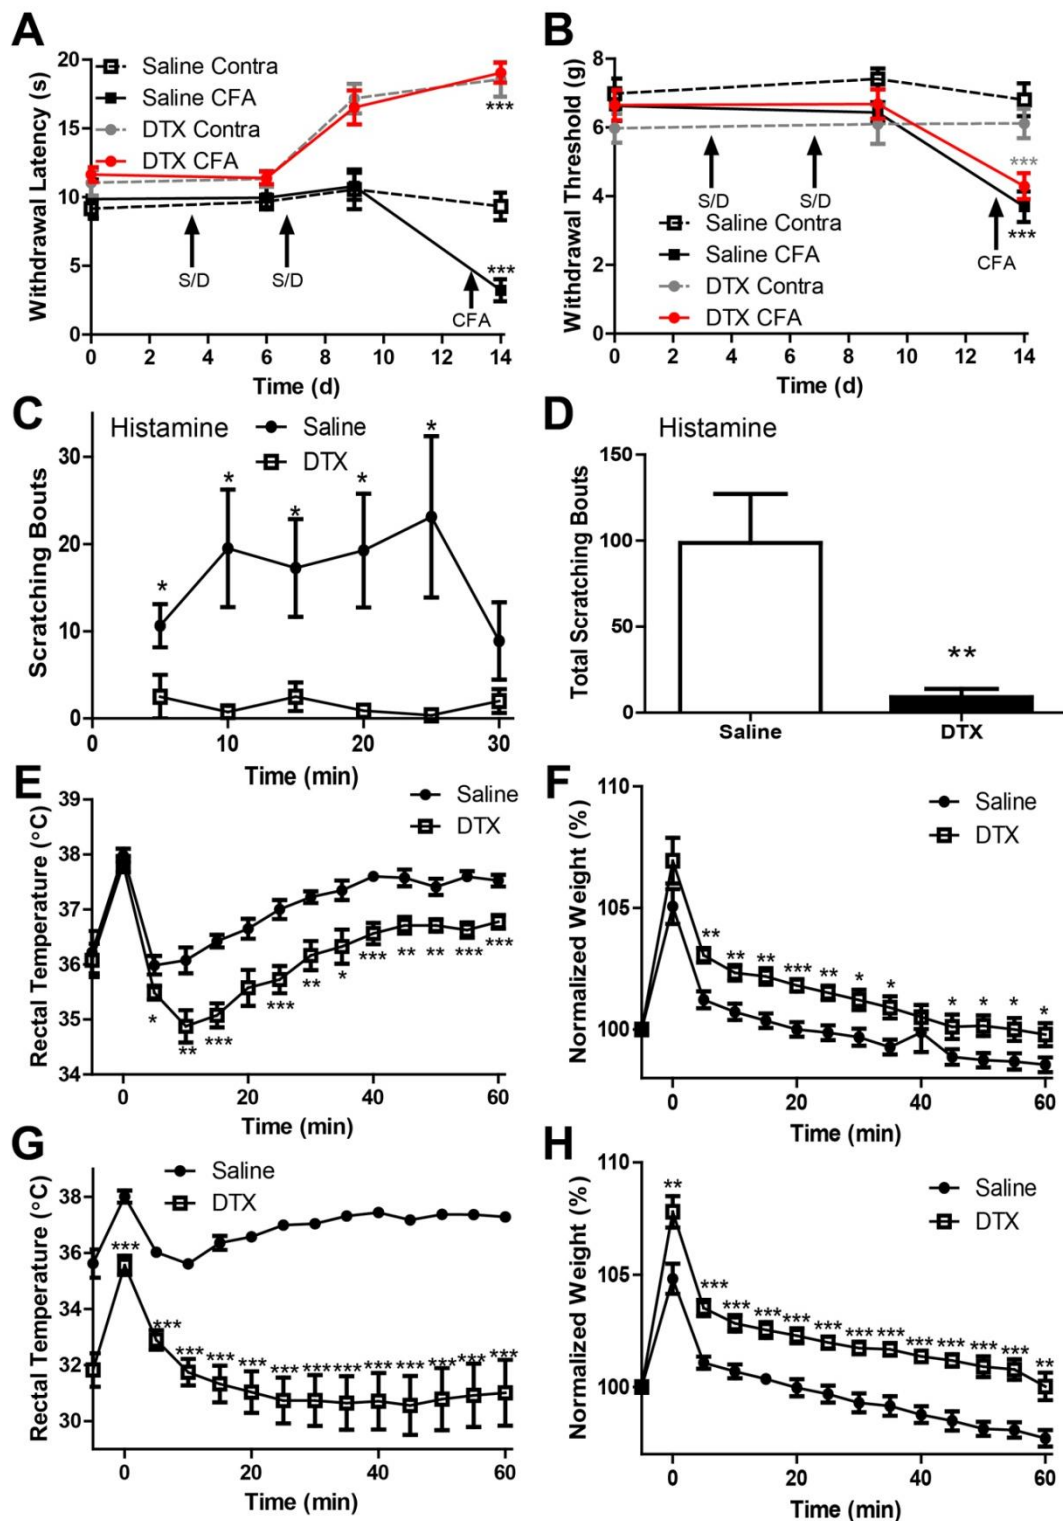 A
Withdrawal Latency (s)
20
15
10
5
0
Saline Contra
Saline CFA
DTX Contra
DTX CFA
***
***
S/D
S/D
CFA
0 2 4 6 8 10 12 14
Time (d)
B
Withdrawal Threshold (g)
8
6
4
2
0
S/D
S/D
***
***
CFA
Saline Contra
Saline CFA
DTX Contra
DTX CFA
0 2 4 6 8 10 12 14
Time (d)
C
Histamine
Saline
DTX
Scratching Bouts
30
20
10
0
* * * * *
0 10 20 30
Time (min)
D
Histamine
Total Scratching Bouts
150
100
50
0
**
Saline DTX
E
Rectal Temperature (°C)
39
38
37
36
35
34
Saline
DTX
* ** *** *** ** * *** ** ** *** ***
0 20 40 60
Time (min)
F
Normalized Weight (%)
110
105
100
Saline
DTX
** ** ** *** ** * * * * * *
0 20 40 60
Time (min)
G
Rectal Temperature (°C)
38
36
34
32
30
Saline
DTX
*** *** *** *** *** *** *** *** *** *** *** *** ***
0 20 40 60
Time (min)
H
Normalized Weight (%)
110
105
100
Saline
DTX
** *** *** *** *** *** *** *** *** *** *** *** **
0 20 40 60
Time (min)